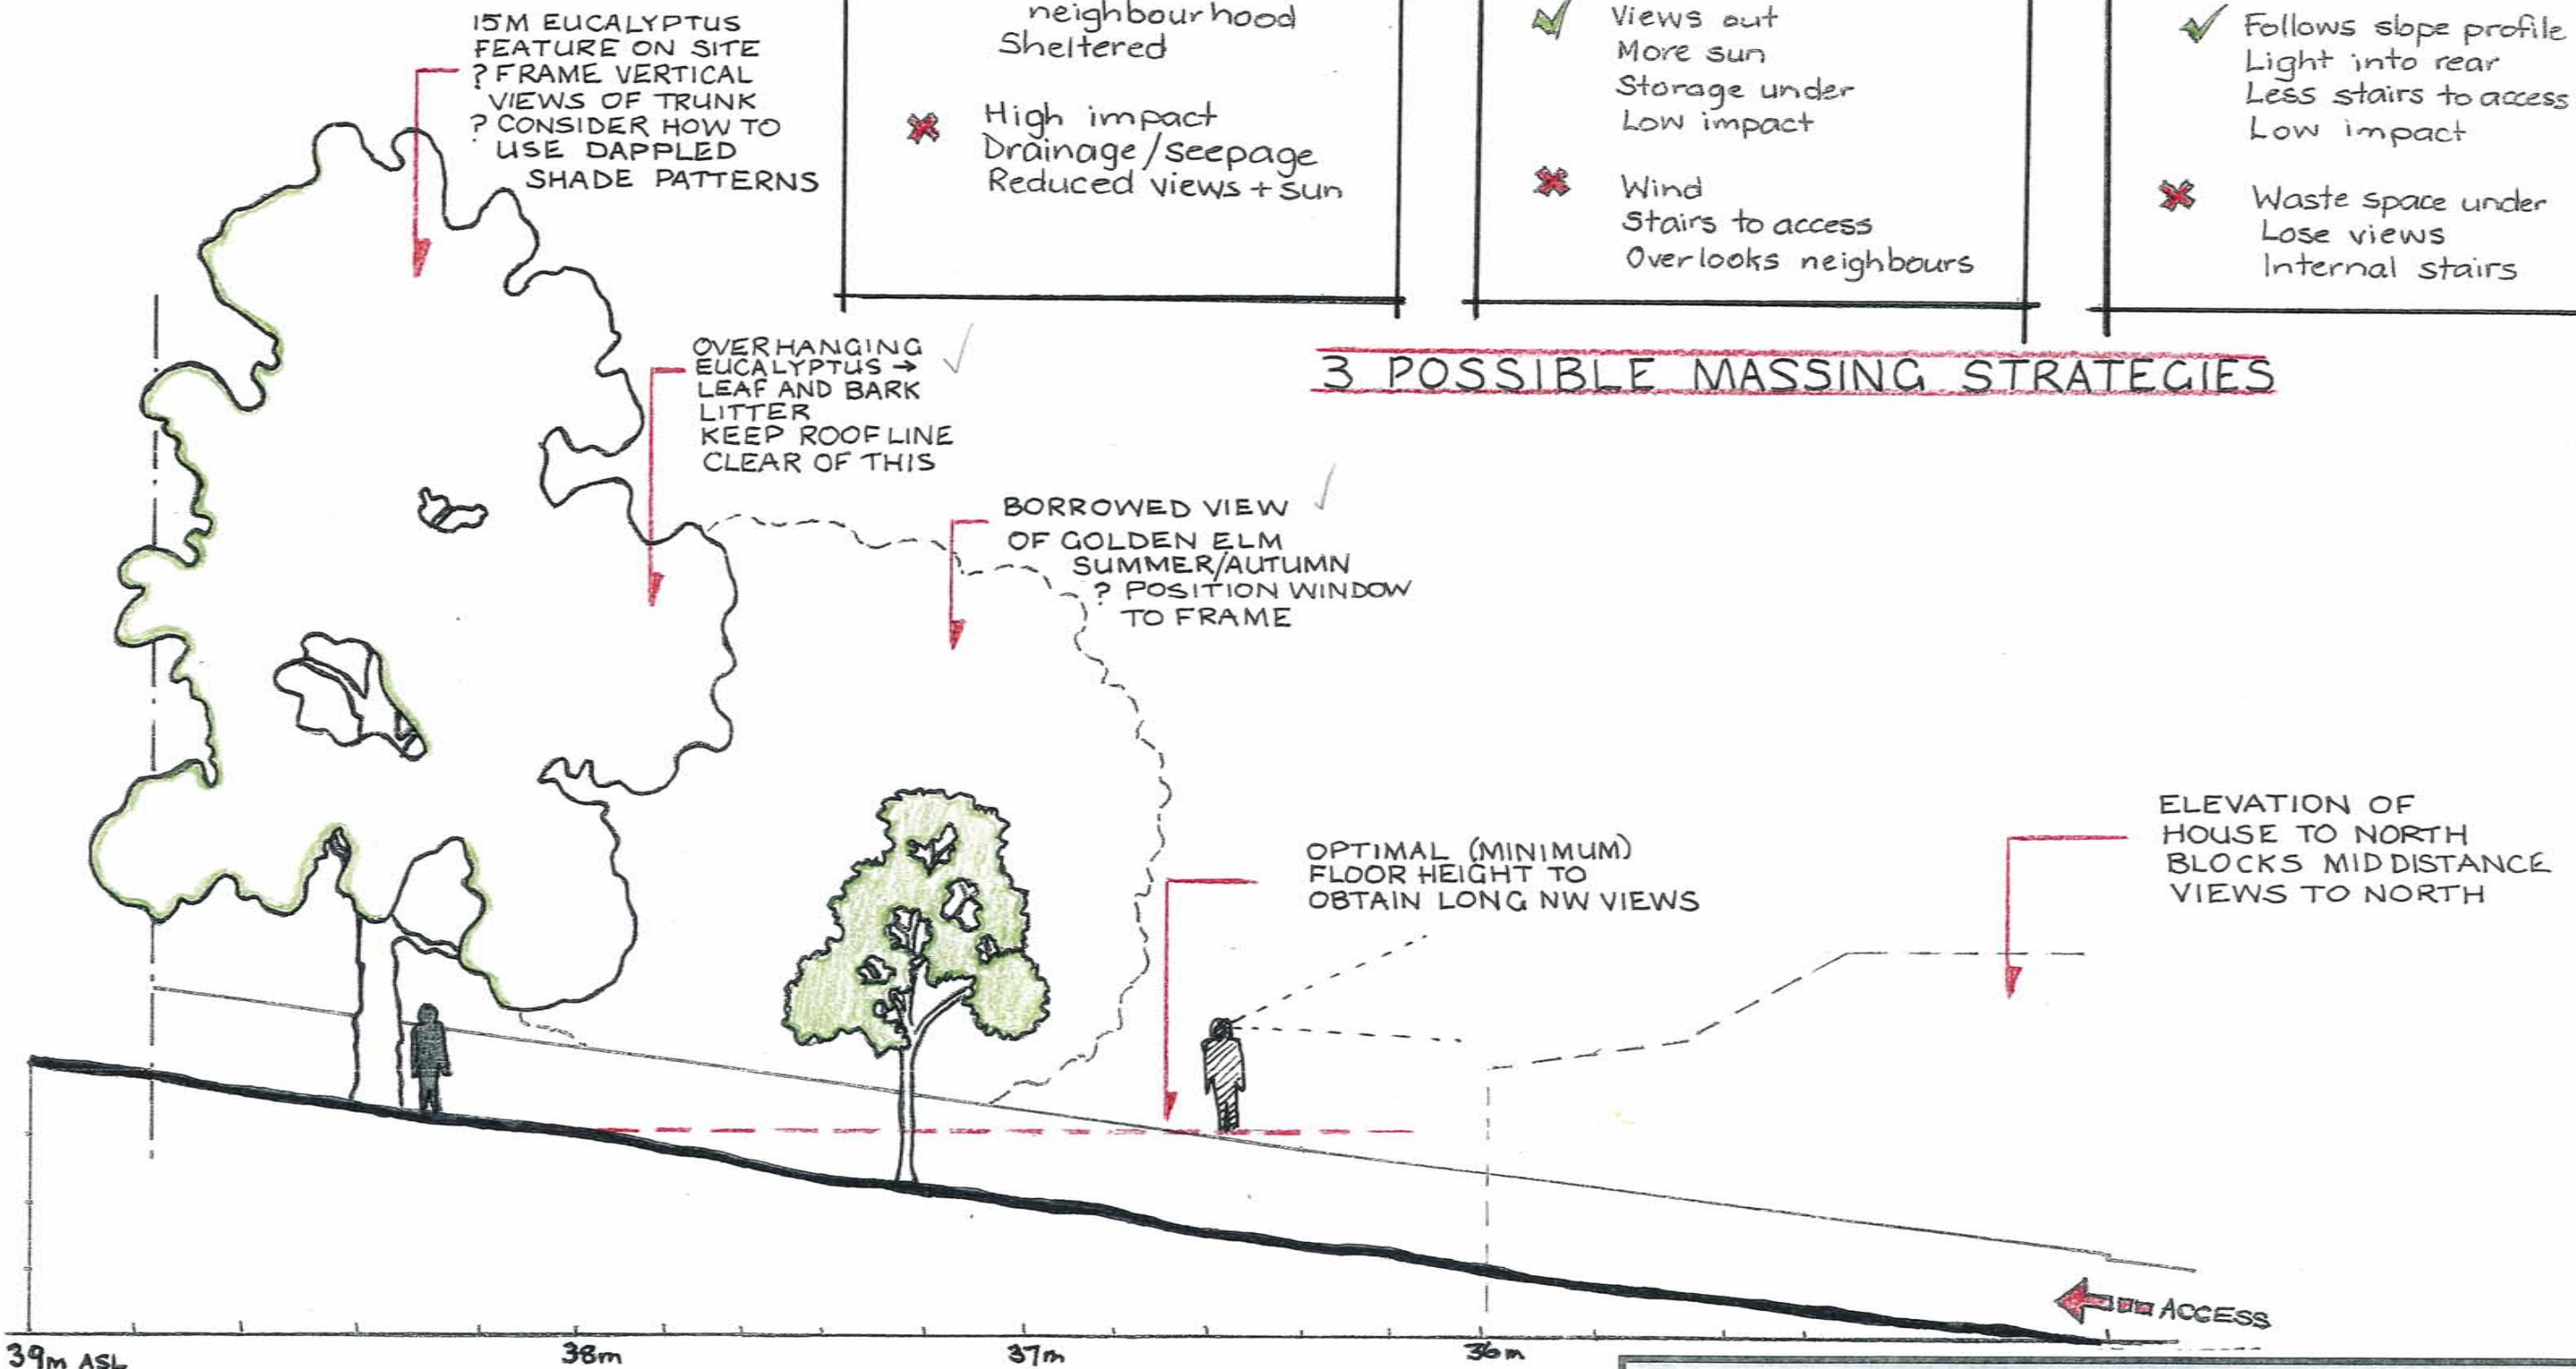 15M EUCALYPTUS
FEATURE ON SITE
? FRAME VERTICAL
VIEWS OF TRUNK
? CONSIDER HOW TO
USE DAPPLED
SHADE PATTERNS
neighbourhood
Sheltered
High impact
Drainage/seepage
Reduced views + sun
Views out
More sun
Storage under
Low impact
Wind
Stairs to access
Overlooks neighbours
Follows slope profile
Light into rear
Less stairs to access
Low impact
Waste space under
Lose views
Internal stairs
3 POSSIBLE MASSING STRATEGIES
OVERHANGING
EUCALYPTUS →
LEAF AND BARK
LITTER
KEEP ROOFLINE
CLEAR OF THIS
BORROWED VIEW
OF GOLDEN ELM
SUMMER/AUTUMN
? POSITION WINDOW
TO FRAME
OPTIMAL (MINIMUM)
FLOOR HEIGHT TO
OBTAIN LONG NW VIEWS
ELEVATION OF
HOUSE TO NORTH
BLOCKS MID DISTANCE
VIEWS TO NORTH
ACCESS
39m ASL
38m
37m
36m